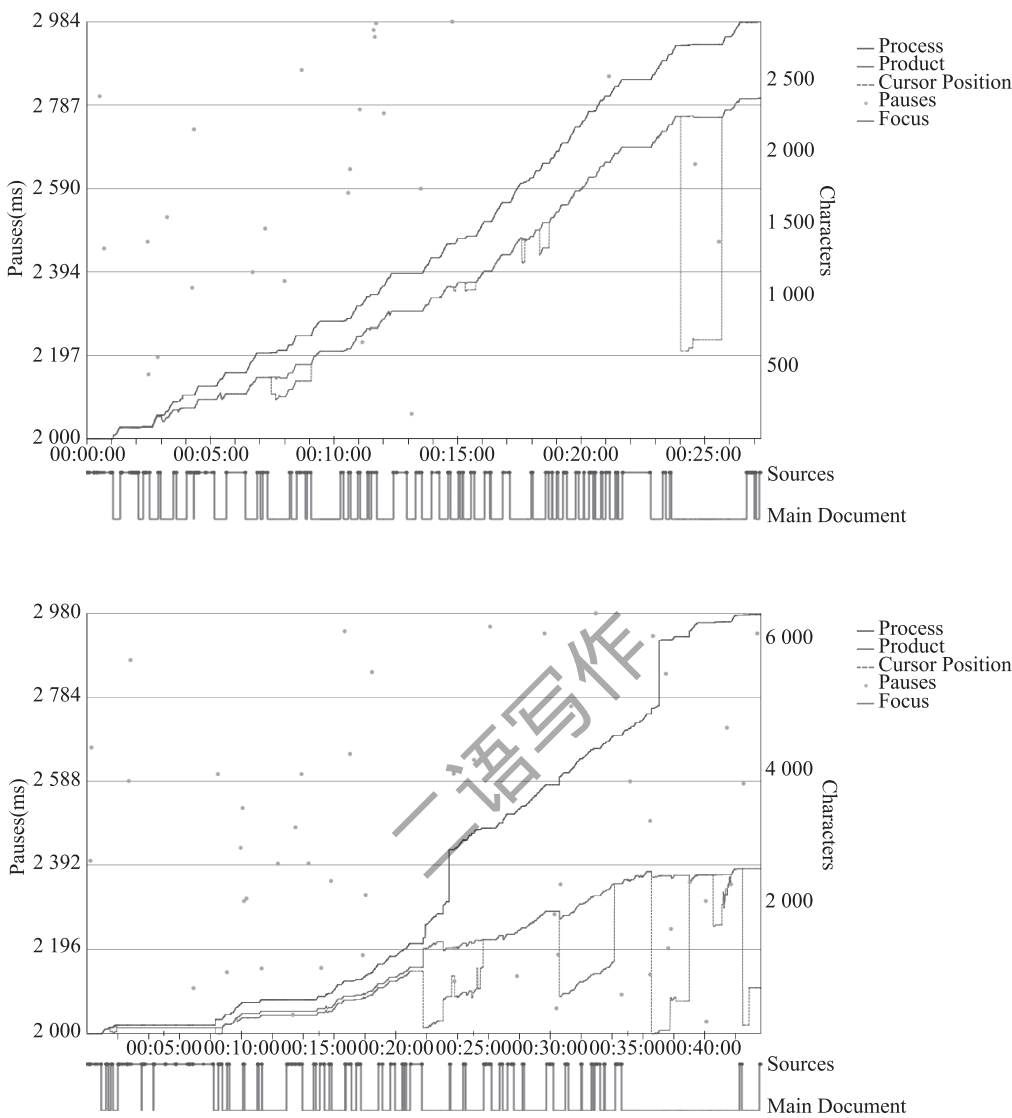 2 984
2 787
2 590
2 394
2 197
2 000
Pauses(ms)
2 500
2 000
1 500
1 000
500
Characters
00:00:00
00:05:00
00:10:00
00:15:00
00:20:00
00:25:00
Process
Product
Cursor Position
Pauses
Focus
Sources
Main Document
2 980
2 784
2 588
2 392
2 196
2 000
Pauses(ms)
6 000
4 000
2 000
Characters
00:05:00
00:10:00
00:15:00
00:20:00
00:25:00
00:30:00
00:35:00
00:40:00
Process
Product
Cursor Position
Pauses
Focus
Sources
Main Document
二语写作